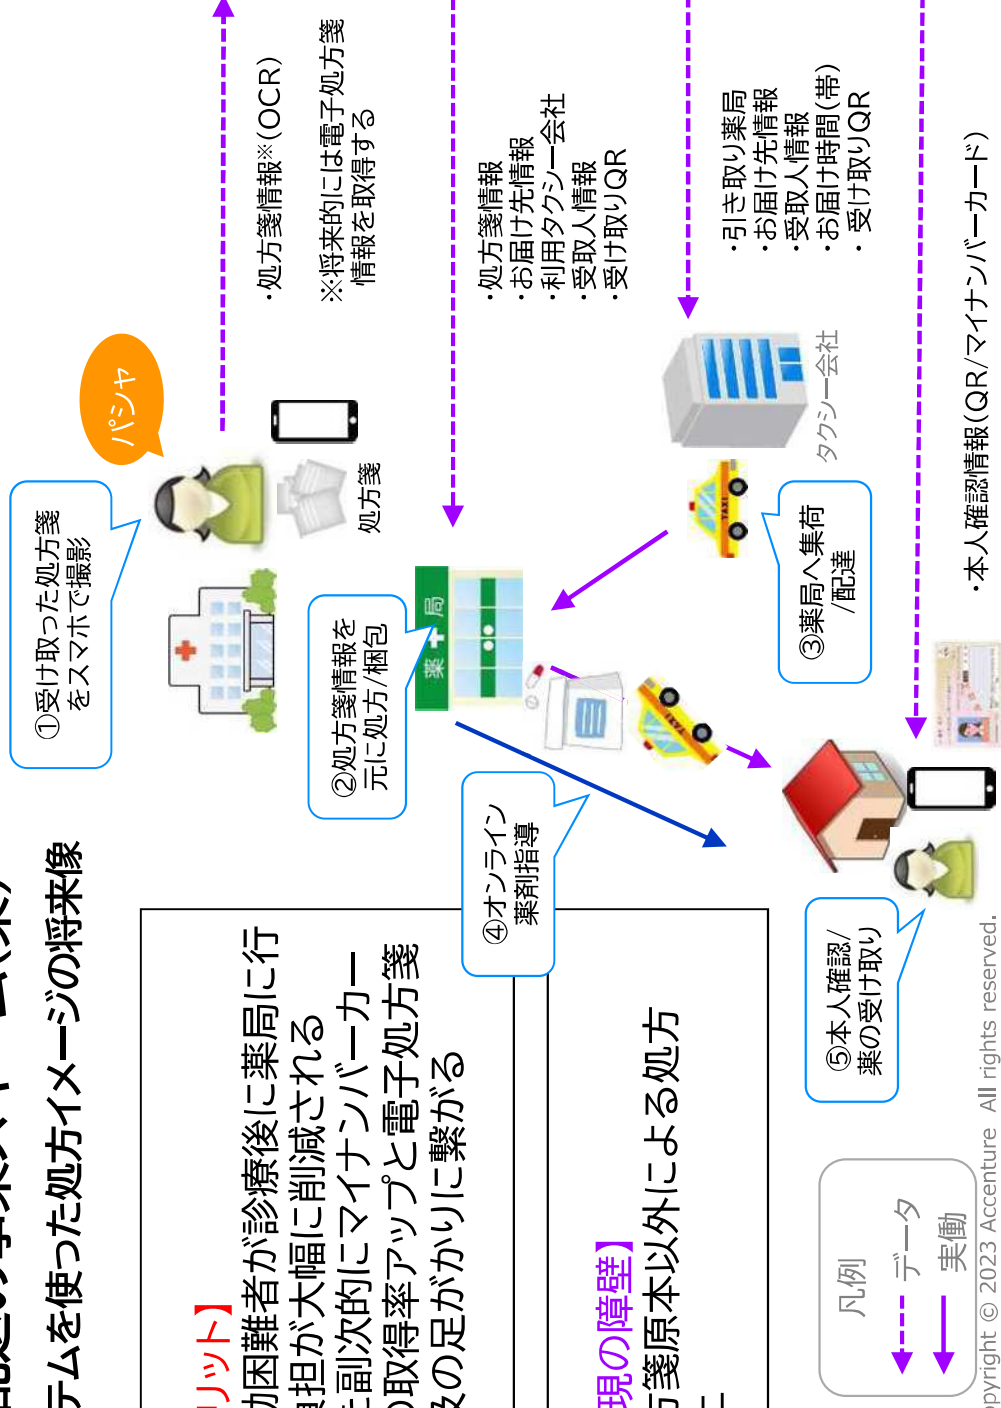 テムを使った処方イメージの将来像
リット】
困難者が診療後に薬局に行
負担が大幅に削減される
副次的にマイナンバーカー
の取得率アップと電子処方箋
及の足がかりに繋がる
現の障壁】
方箋原本以外による処方
①受け取った処方箋
をスマホで撮影
パシャ
処方箋
・処方箋情報※(OCR)
※将来的には電子処方箋
情報を取得する
②処方箋情報を
元に処方/梱包
薬 局
・処方箋情報
・お届け先情報
・利用タクシー会社
・受取人情報
・受け取りQR
④オンライン
薬剤指導
TAXI
TAXI
タクシー会社
③薬局へ集荷
/配達
・引き取り薬局
・お届け先情報
・受取人情報
・お届け時間(帯)
・ 受け取りQR
⑤本人確認/
薬の受け取り
・本人確認情報(QR/マイナンバーカード)
凡例
データ
実働
opyright © 2023 Accenture All rights reserved.